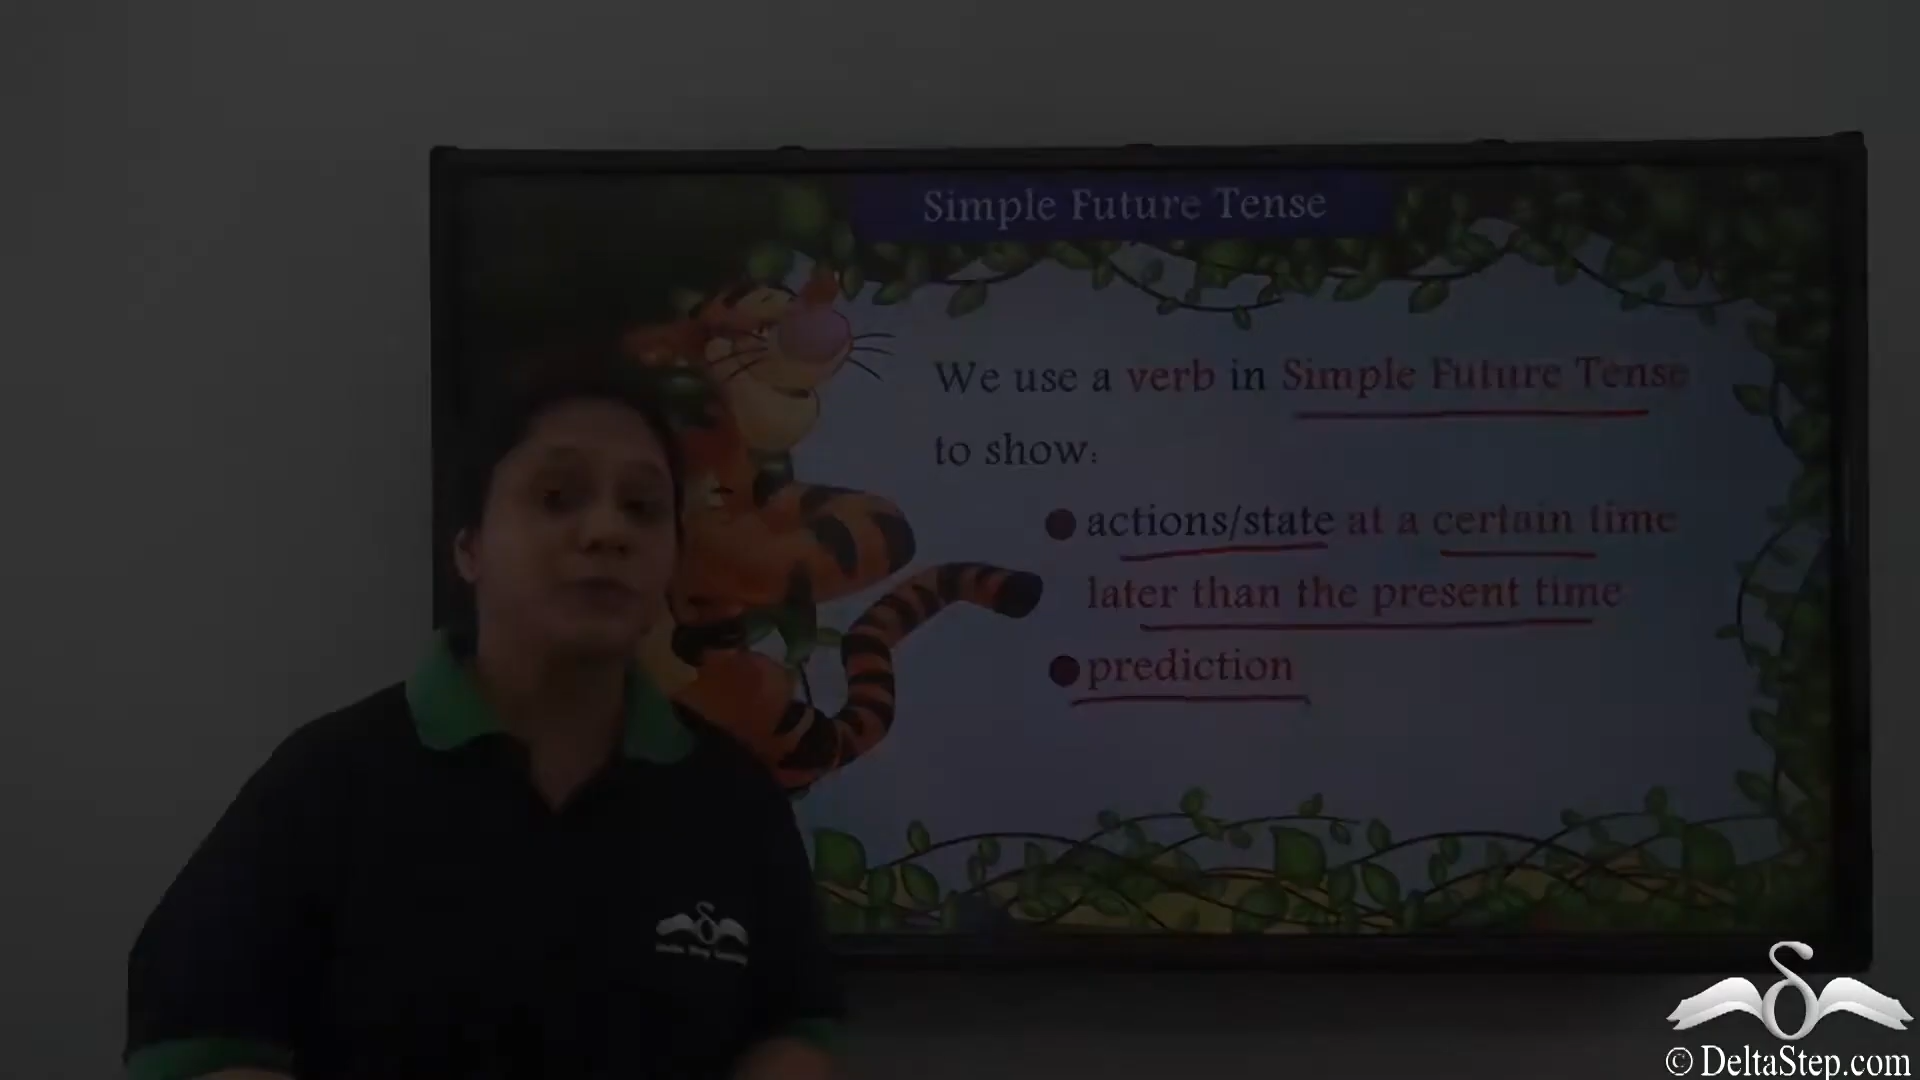 Simple Future Tense
We use a verb in Simple Future Tense
to show:
actions/state at a certain time
later than the present time
prediction
© DeltaStep.com